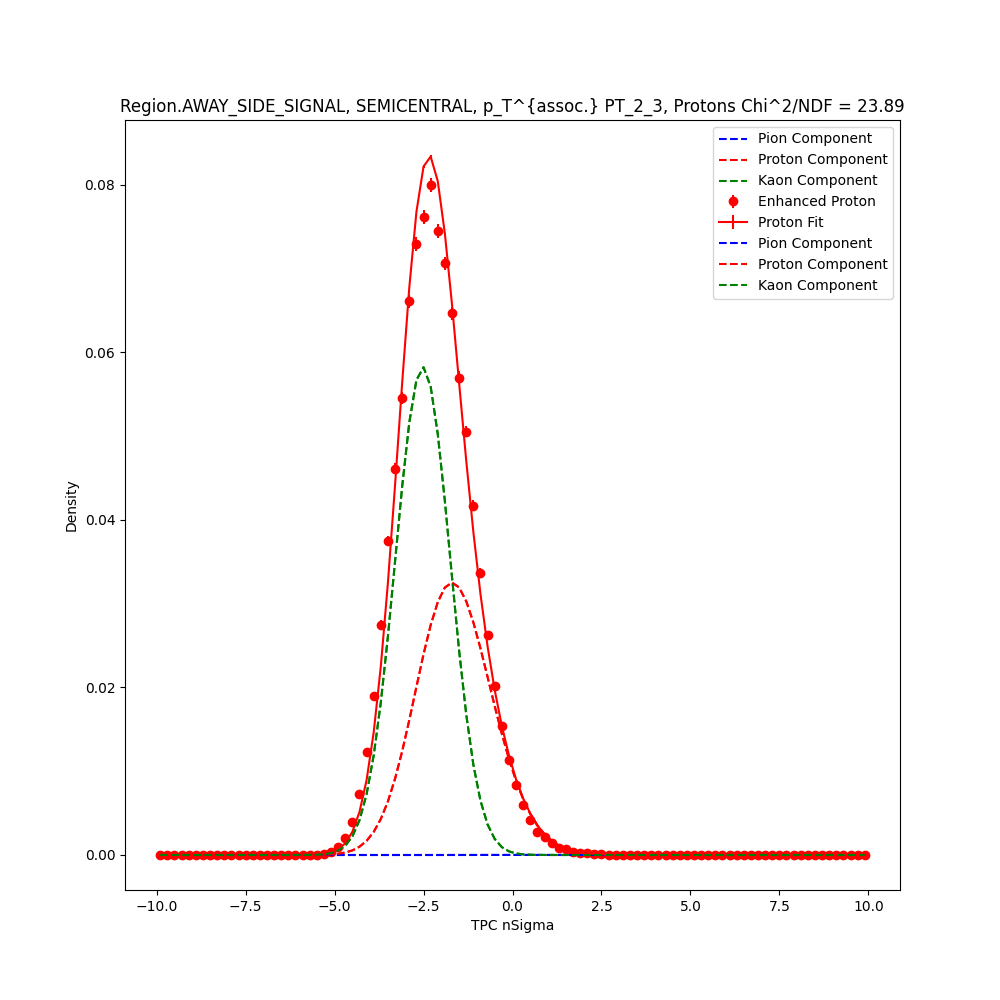 Region.AWAY_SIDE_SIGNAL, SEMICENTRAL, p_T^{assoc.} PT_2_3, Protons Chi^2/NDF = 23.89
Pion Component
Proton Component
Kaon Component
Enhanced Proton
Proton Fit
Pion Component
Proton Component
Kaon Component
0.08
0.06
0.04
0.02
0.00
Density
−10.0 −7.5 −5.0 −2.5 0.0 2.5 5.0 7.5 10.0
TPC nSigma